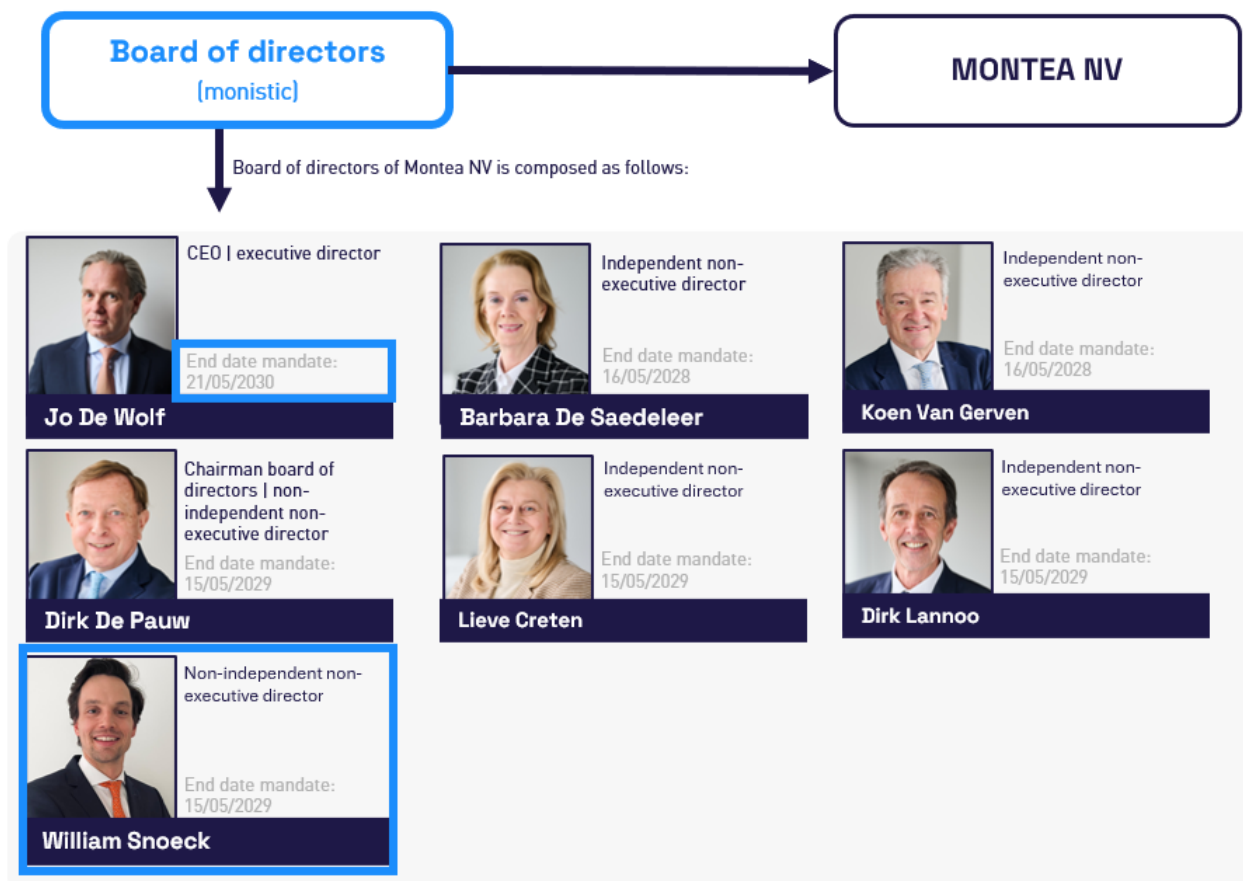 Board of directors
(monistic)
MONTEA NV
Board of directors of Montea NV is composed as follows:
CEO | executive director
End date mandate:
21/05/2030
Jo De Wolf
Independent non-
executive director
End date mandate:
16/05/2028
Barbara De Saedeleer
Independent non-
executive director
End date mandate:
16/05/2028
Koen Van Gerven
Chairman board of
directors | non-
independent non-
executive director
End date mandate:
15/05/2029
Dirk De Pauw
Independent non-
executive director
End date mandate:
15/05/2029
Lieve Creten
Independent non-
executive director
End date mandate:
15/05/2029
Dirk Lannoo
Non-independent non-
executive director
End date mandate:
15/05/2029
William Snoeck